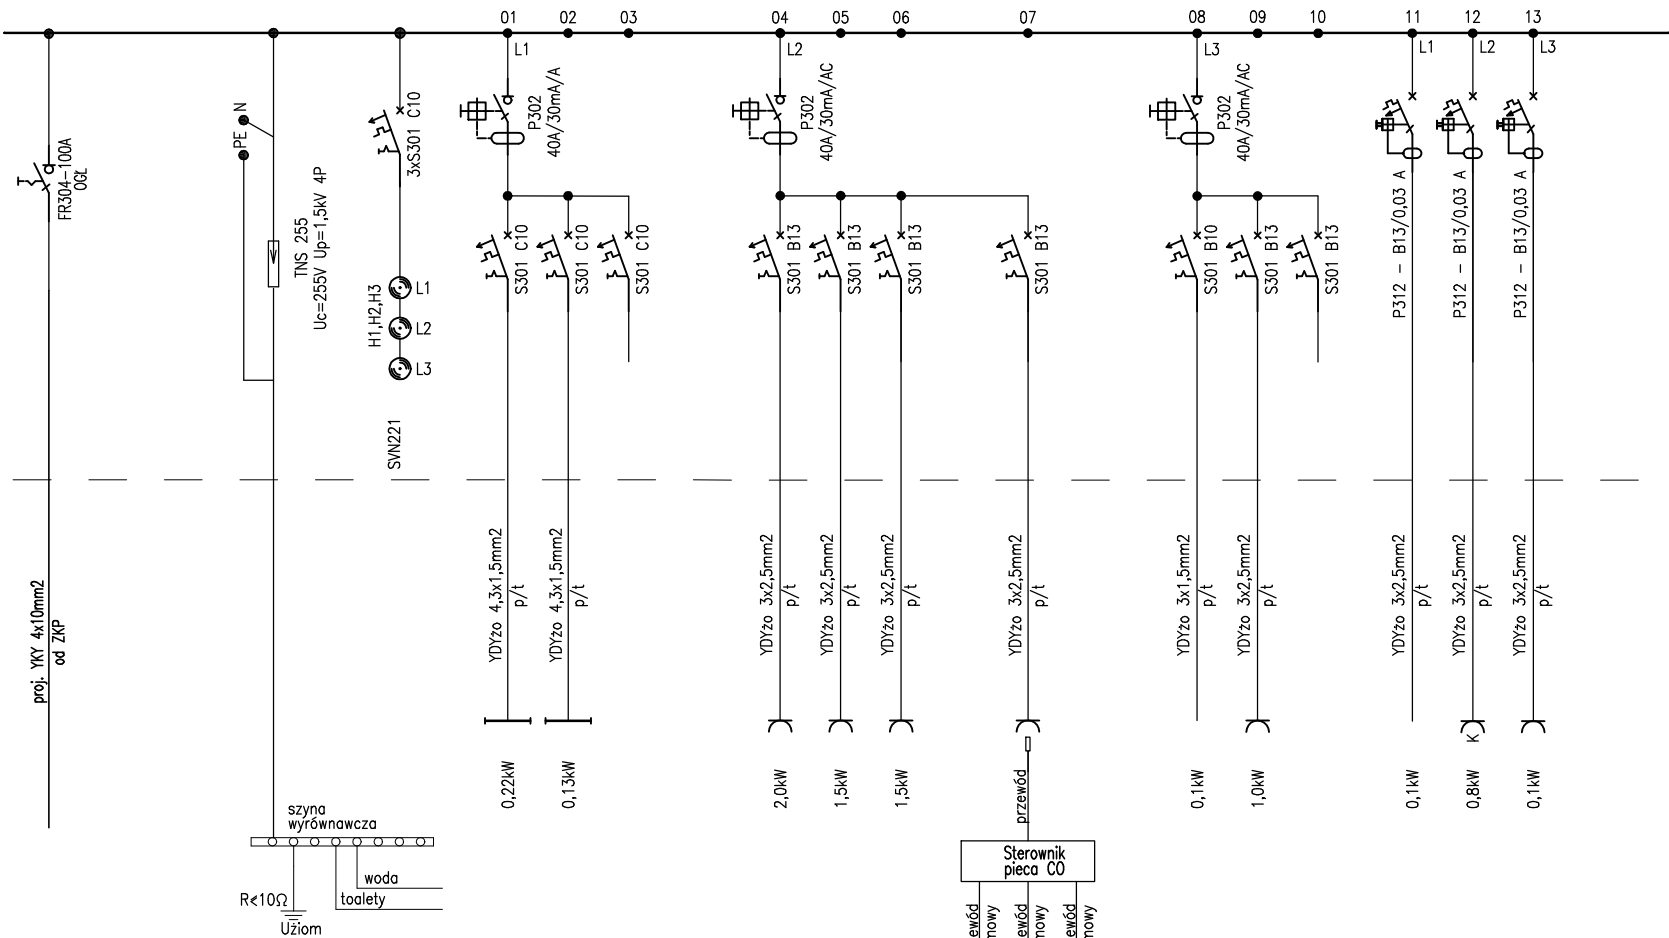 01
02
03
04
05
06
07
08
09
10
11
12
13
L1
L2
L3
L1
L2
L3
FR304-100A
OGŁ
proj. YKY 4x10mm2
od ZKP
N
PE
TNS 255
Uc=255V Up=1,5kV 4P
3xS301 C10
H1,H2,H3
L1
L2
L3
SVN221
P302
40A/30mA/A
S301 C10
S301 C10
S301 C10
P302
40A/30mA/AC
S301 B13
S301 B13
S301 B13
S301 B13
P302
40A/30mA/AC
S301 B10
S301 B13
S301 B13
P312 - B13/0,03 A
P312 - B13/0,03 A
P312 - B13/0,03 A
YDYżo 4,3x1,5mm2
p/t
YDYżo 4,3x1,5mm2
p/t
YDYżo 3x2,5mm2
p/t
YDYżo 3x2,5mm2
p/t
YDYżo 3x2,5mm2
p/t
YDYżo 3x2,5mm2
p/t
YDYżo 3x1,5mm2
p/t
YDYżo 3x2,5mm2
p/t
YDYżo 3x2,5mm2
p/t
YDYżo 3x2,5mm2
p/t
YDYżo 3x2,5mm2
p/t
K
0,22kW
0,13kW
2,0kW
1,5kW
1,5kW
przewód
0,1kW
1,0kW
0,1kW
0,8kW
0,1kW
szyna
wyrównawcza
woda
toalety
R<10Ω
Uziom
Sterownik
pieca CO
ewód
mowy
ewód
mowy
ewód
mowy